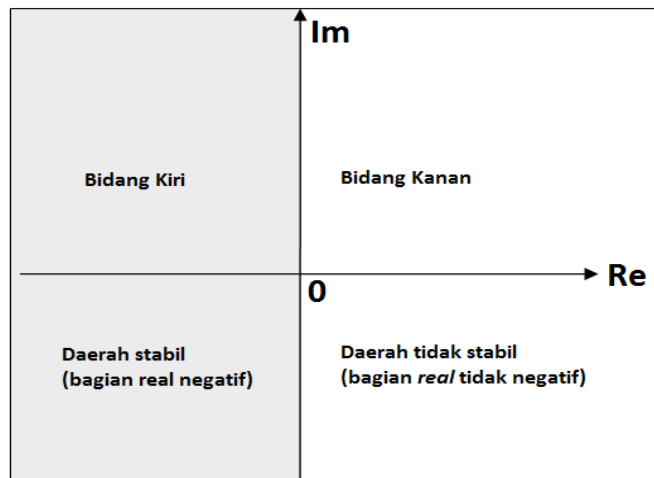 Im
Bidang Kiri
Bidang Kanan
Re
0
Daerah stabil
(bagian real negatif)
Daerah tidak stabil
(bagian real tidak negatif)